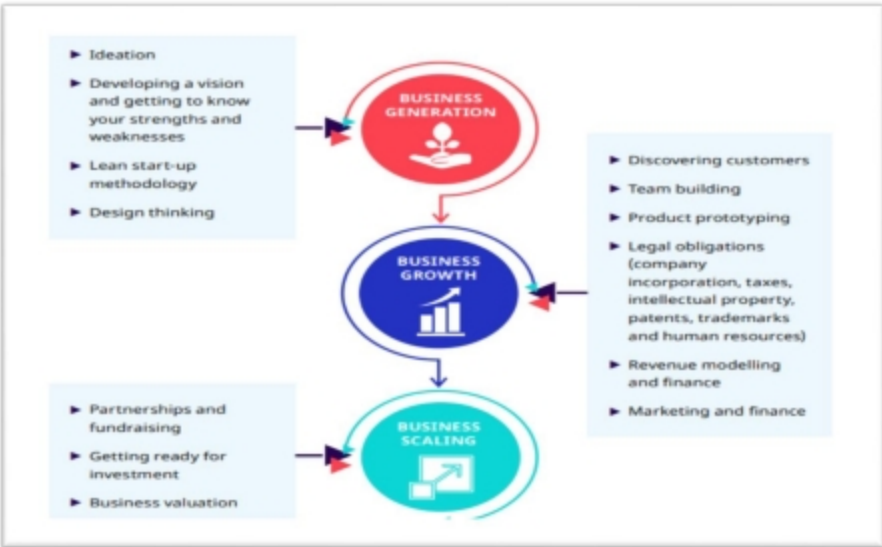 ► Ideation
► Developing a vision
and getting to know
your strengths and
weaknesses
► Lean start-up
methodology
► Design thinking
BUSINESS
GENERATION
► Discovering customers
► Team building
► Product prototyping
► Legal obligations
(company
incorporation, taxes,
intellectual property,
patents, trademarks
and human resources)
► Revenue modelling
and finance
► Marketing and finance
BUSINESS
GROWTH
► Partnerships and
fundraising
► Getting ready for
investment
► Business valuation
BUSINESS
SCALING